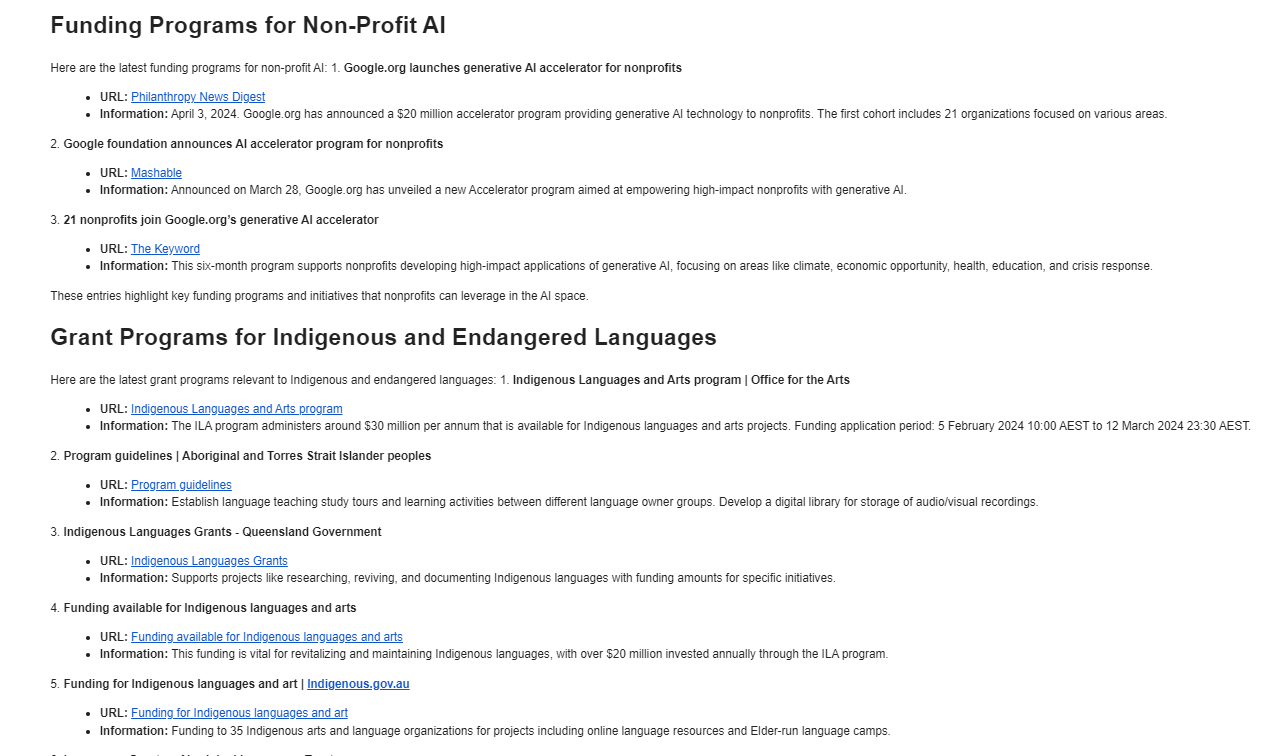 Funding Programs for Non-Profit AI
Here are the latest funding programs for non-profit AI: 1. Google.org launches generative AI accelerator for nonprofits
• URL: Philanthropy News Digest
• Information: April 3, 2024. Google.org has announced a $20 million accelerator program providing generative AI technology to nonprofits. The first cohort includes 21 organizations focused on various areas.
2. Google foundation announces AI accelerator program for nonprofits
• URL: Mashable
• Information: Announced on March 28, Google.org has unveiled a new Accelerator program aimed at empowering high-impact nonprofits with generative AI.
3. 21 nonprofits join Google.org’s generative AI accelerator
• URL: The Keyword
• Information: This six-month program supports nonprofits developing high-impact applications of generative AI, focusing on areas like climate, economic opportunity, health, education, and crisis response.
These entries highlight key funding programs and initiatives that nonprofits can leverage in the AI space.
Grant Programs for Indigenous and Endangered Languages
Here are the latest grant programs relevant to Indigenous and endangered languages: 1. Indigenous Languages and Arts program | Office for the Arts
• URL: Indigenous Languages and Arts program
• Information: The ILA program administers around $30 million per annum that is available for Indigenous languages and arts projects. Funding application period: 5 February 2024 10:00 AEST to 12 March 2024 23:30 AEST.
2. Program guidelines | Aboriginal and Torres Strait Islander peoples
• URL: Program guidelines
• Information: Establish language teaching study tours and learning activities between different language owner groups. Develop a digital library for storage of audio/visual recordings.
3. Indigenous Languages Grants - Queensland Government
• URL: Indigenous Languages Grants
• Information: Supports projects like researching, reviving, and documenting Indigenous languages with funding amounts for specific initiatives.
4. Funding available for Indigenous languages and arts
• URL: Funding available for Indigenous languages and arts
• Information: This funding is vital for revitalizing and maintaining Indigenous languages, with over $20 million invested annually through the ILA program.
5. Funding for Indigenous languages and art | Indigenous.gov.au
• URL: Funding for Indigenous languages and art
• Information: Funding to 35 Indigenous arts and language organizations for projects including online language resources and Elder-run language camps.